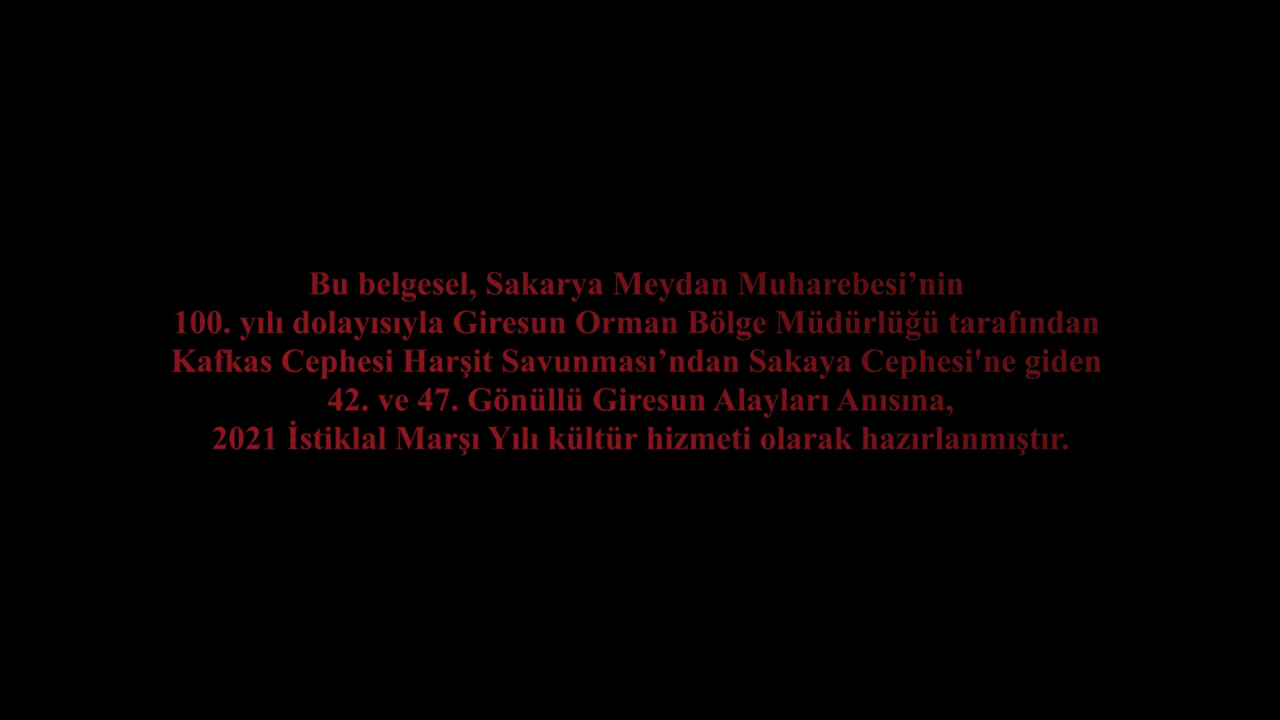 Bu belgesel, Sakarya Meydan Muharebesi’nin
100. yılı dolayısıyla Giresun Orman Bölge Müdürlüğü tarafından
Kafkas Cephesi Harşit Savunması’ndan Sakaya Cephesi'ne giden
42. ve 47. Gönüllü Giresun Alayları Anısına,
2021 İstiklal Marşı Yılı kültür hizmeti olarak hazırlanmıştır.